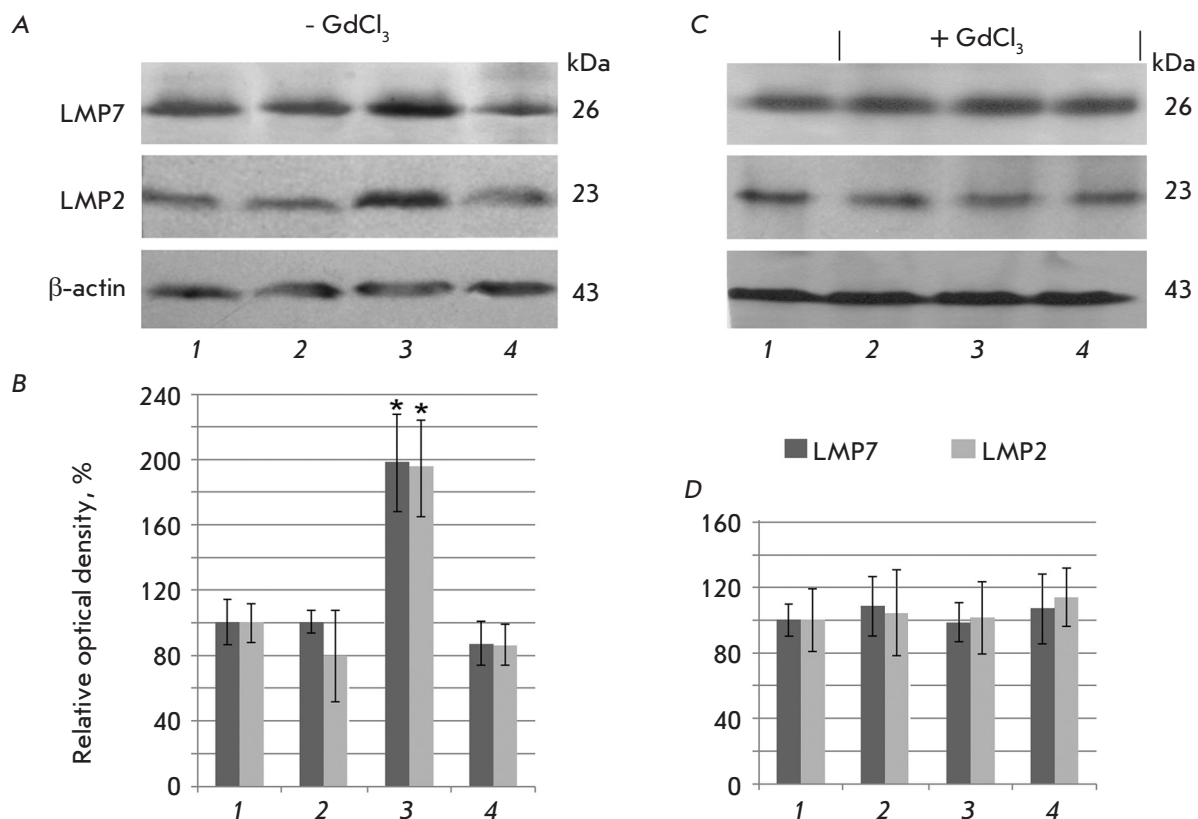 A
- GdCl₃
kDa
LMP7
26
LMP2
23
β-actin
43
1 2 3 4
C
| + GdCl₃ |
kDa
26
23
43
1 2 3 4
B
Relative optical density, %
240
200
160
120
80
40
0
* *
1 2 3 4
LMP7 LMP2
D
160
120
80
40
0
1 2 3 4